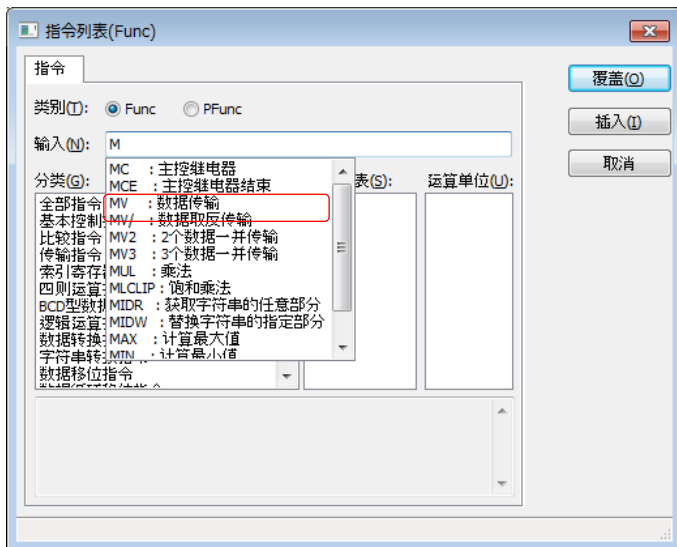 指令列表(Func)
指令
类别(T): Func PFunc
输入(N): M
覆盖(O)
插入(I)
取消
分类(G): 表(S): 运算单位(U):
MC :主控继电器
MCE :主控继电器结束
全部指令 MV :数据传输
基本控制 MV/ :数据取反传输
比较指令 MV2 :2个数据一并传输
传输指令 MV3 :3个数据一并传输
索引寄存 MUL :乘法
四则运算 MLCLIP :饱和乘法
BCD型数据 MIDR :获取字符串的任意部分
逻辑运算 MIDW :替换字符串的指定部分
数据转换 MAX :计算最大值
字符串转 MIN :计算最小值
数据移位指令